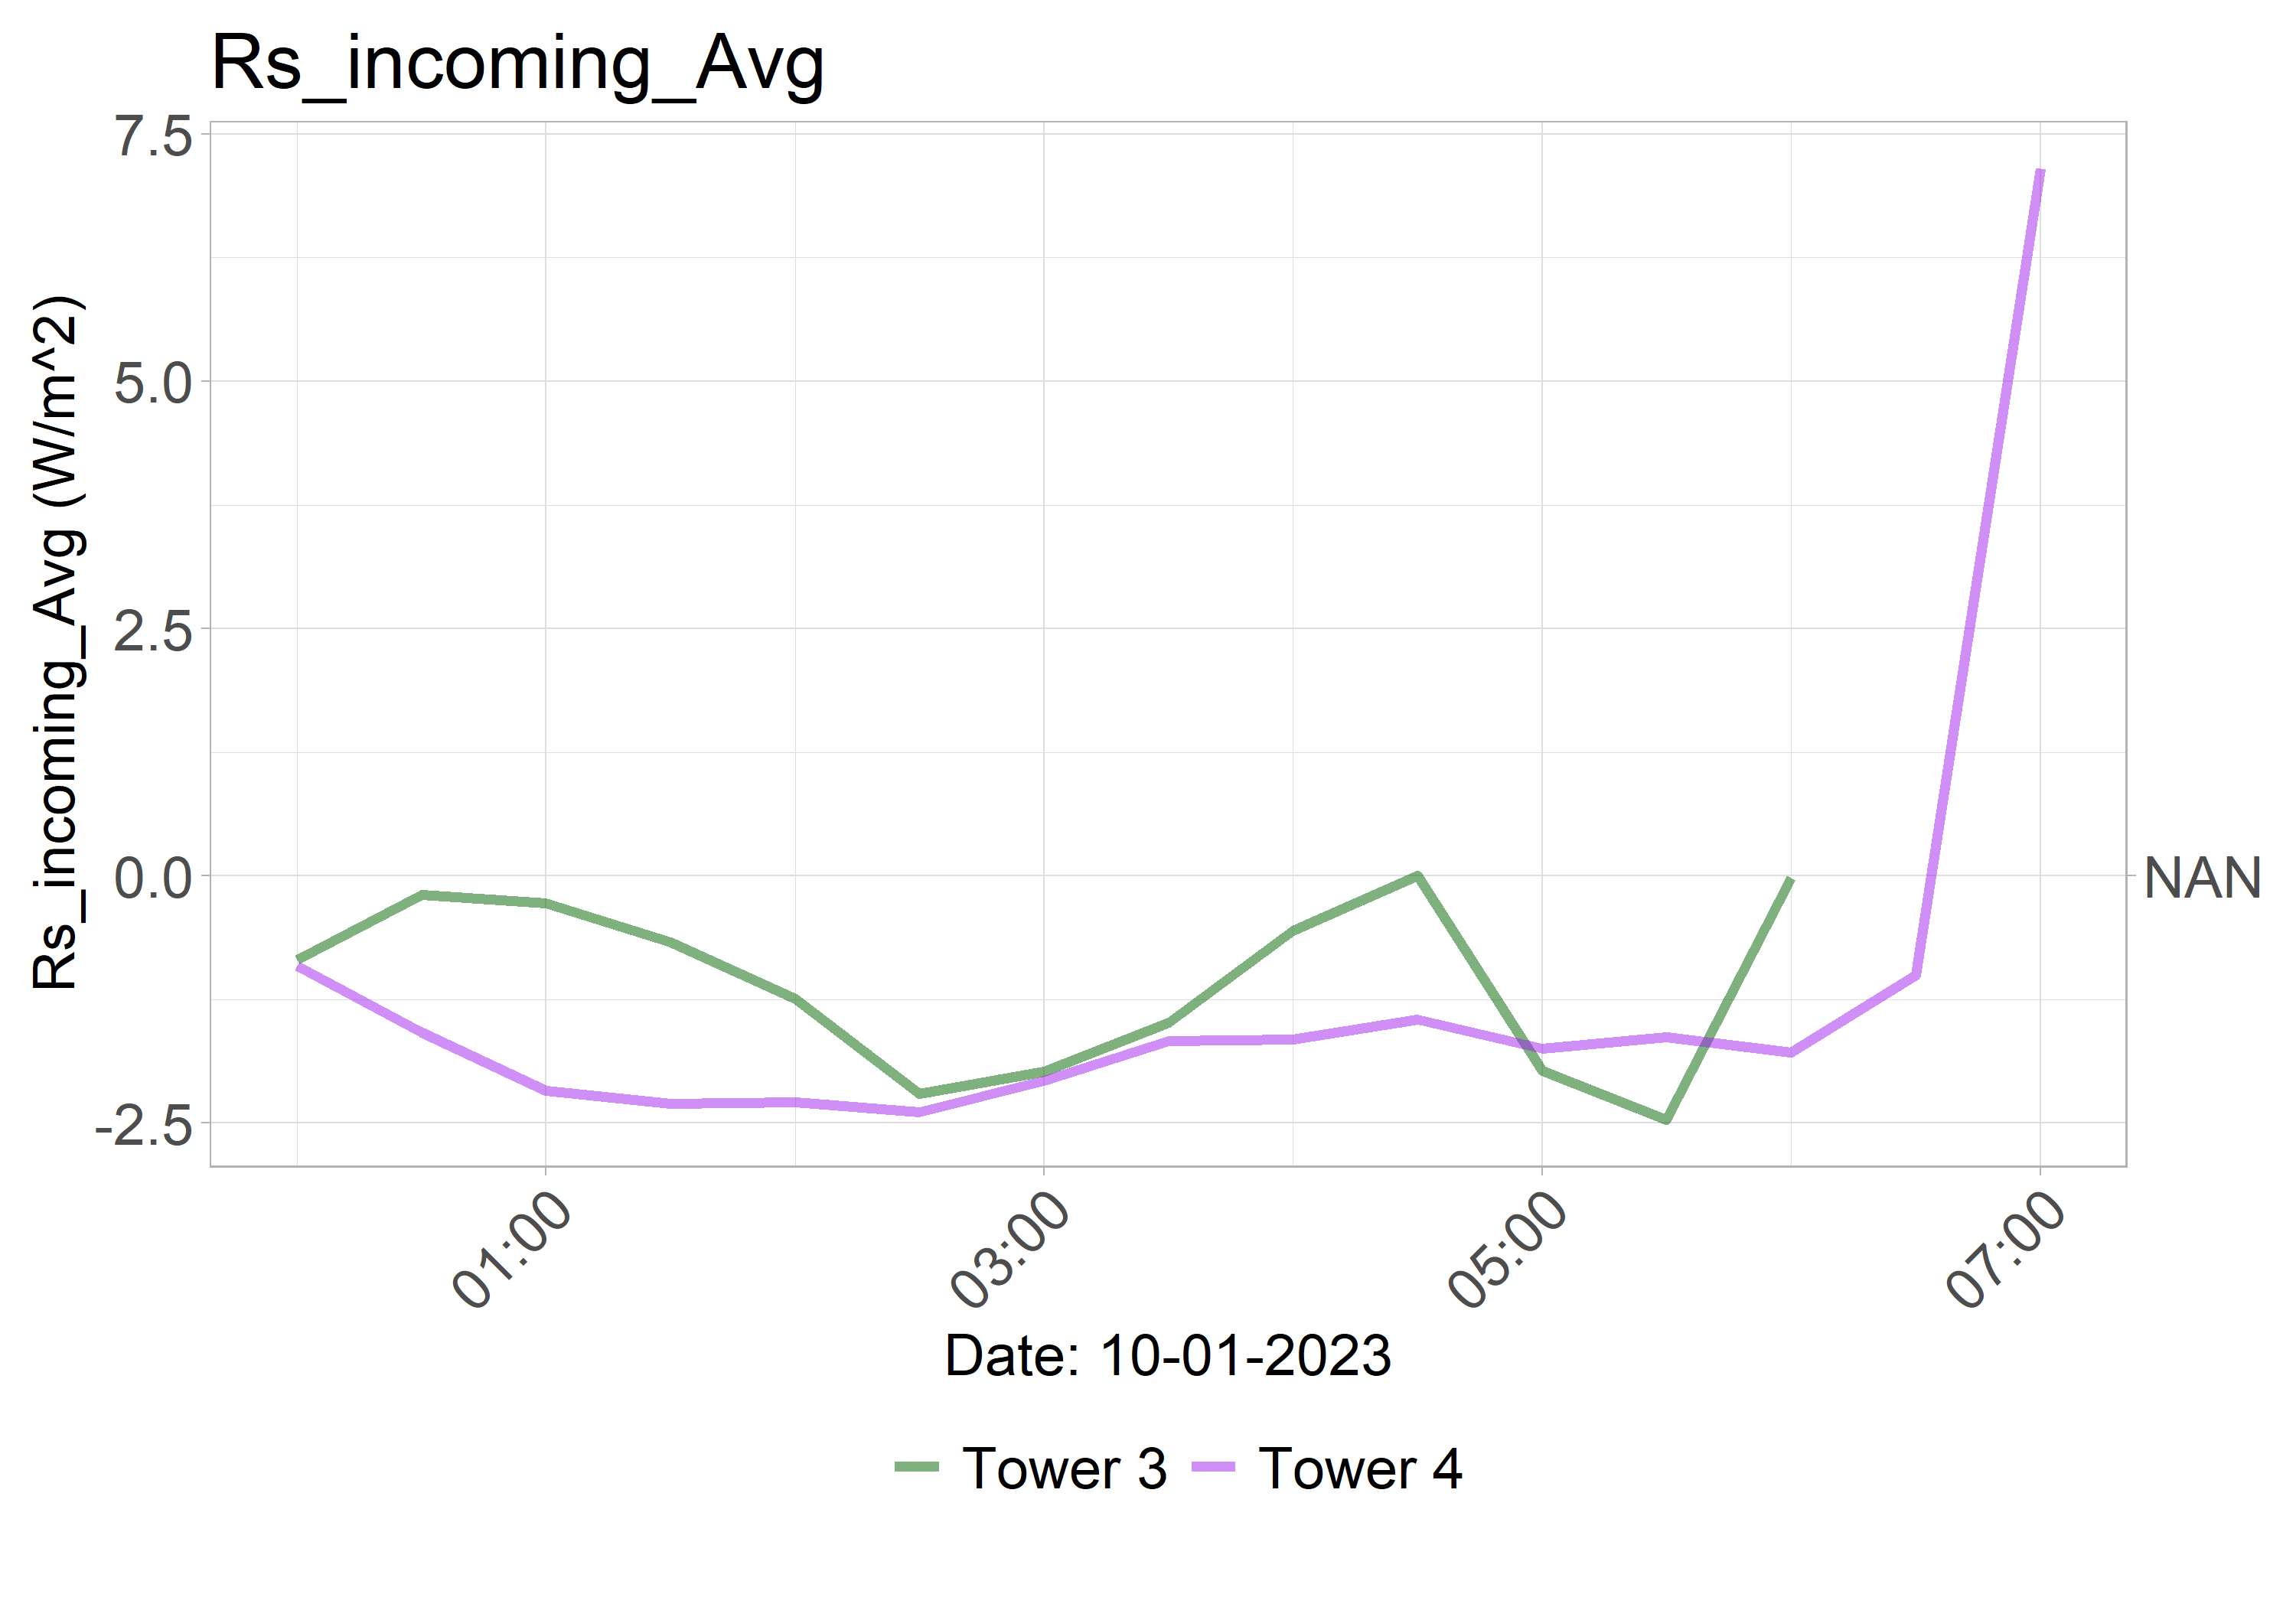 Rs_incoming_Avg
Rs_incoming_Avg (W/m^2)
7.5
5.0
2.5
0.0
-2.5
NAN
01:00
03:00
05:00
07:00
Date: 10-01-2023
Tower 3
Tower 4